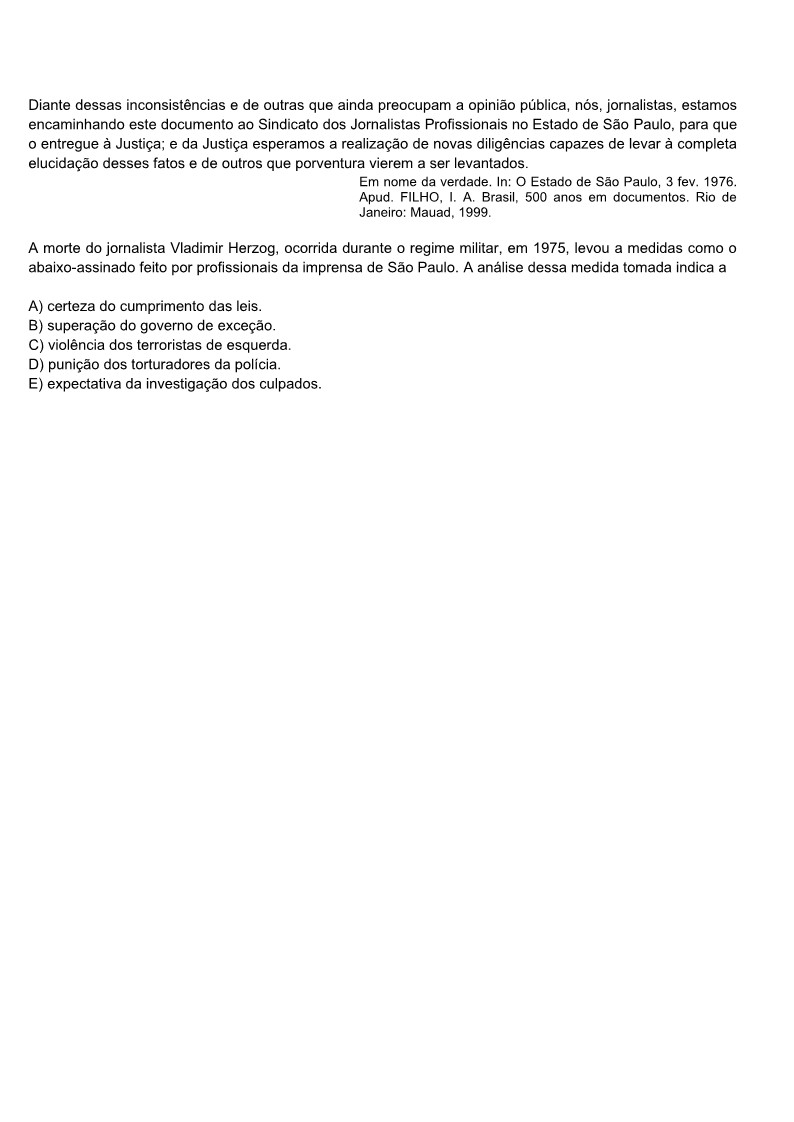 Diante dessas inconsistências e de outras que ainda preocupam a opinião pública, nós, jornalistas, estamos
encaminhando este documento ao Sindicato dos Jornalistas Profissionais no Estado de São Paulo, para que
o entregue à Justiça; e da Justiça esperamos a realização de novas diligências capazes de levar à completa
elucidação desses fatos e de outros que porventura vierem a ser levantados.
Em nome da verdade. In: O Estado de São Paulo, 3 fev. 1976.
Apud. FILHO, I. A. Brasil, 500 anos em documentos. Rio de
Janeiro: Mauad, 1999.
A morte do jornalista Vladimir Herzog, ocorrida durante o regime militar, em 1975, levou a medidas como o
abaixo-assinado feito por profissionais da imprensa de São Paulo. A análise dessa medida tomada indica a
A) certeza do cumprimento das leis.
B) superação do governo de exceção.
C) violência dos terroristas de esquerda.
D) punição dos torturadores da polícia.
E) expectativa da investigação dos culpados.